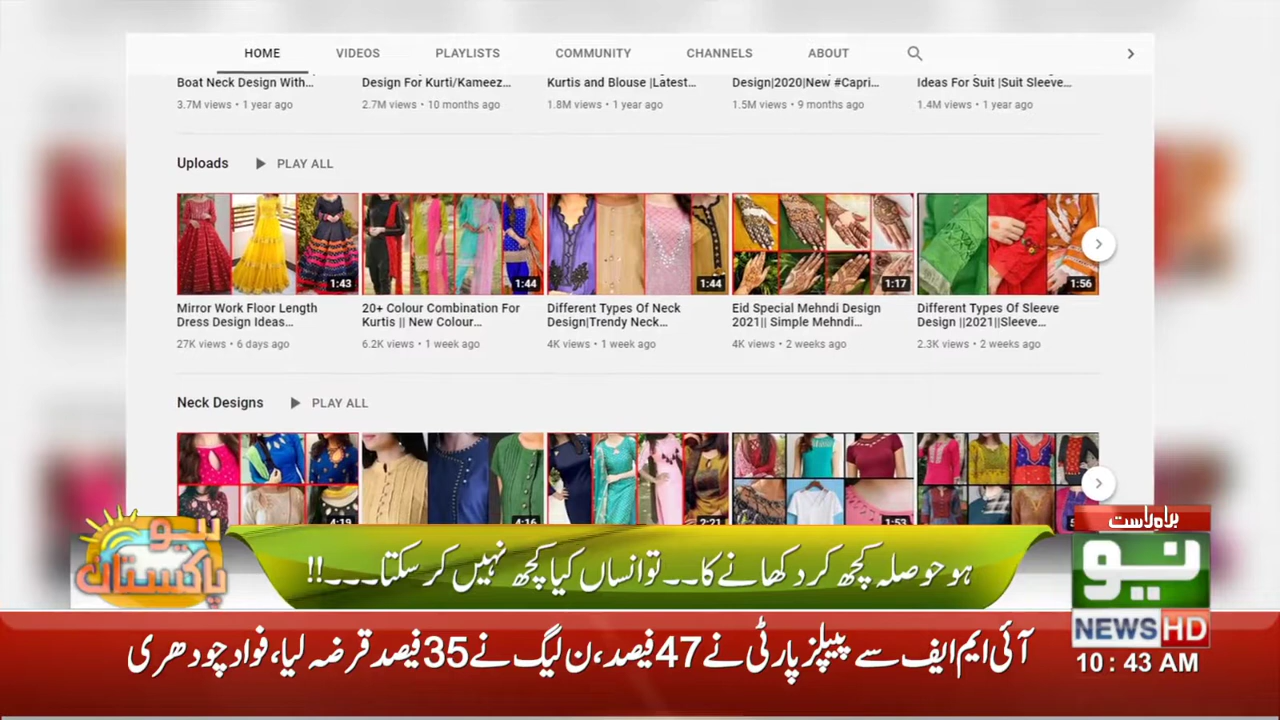 HOME VIDEOS PLAYLISTS COMMUNITY CHANNELS ABOUT
Boat Neck Design With...
3.7M views • 1 year ago
Design For Kurti/Kameez...
2.7M views • 10 months ago
Kurtis and Blouse |Latest...
1.8M views • 1 year ago
Design|2020|New #Capri...
1.5M views • 9 months ago
Ideas For Suit |Suit Sleeve...
1.4M views • 1 year ago
Uploads PLAY ALL
1:43
Mirror Work Floor Length
Dress Design Ideas...
27K views • 6 days ago
1:44
20+ Colour Combination For
Kurtis || New Colour...
6.2K views • 1 week ago
1:44
Different Types Of Neck
Design|Trendy Neck...
4K views • 1 week ago
1:17
Eid Special Mehndi Design
2021|| Simple Mehndi...
4K views • 2 weeks ago
1:56
Different Types Of Sleeve
Design ||2021||Sleeve...
2.3K views • 2 weeks ago
Neck Designs PLAY ALL
4:19
4:16
2:21
1:53
نیو
پاکستان
ہو حوصلہ کچھ کر دکھانے کا۔۔ تو انساں کیا کچھ نہیں کر سکتا۔۔۔!!
براہ راست
نیو
NEWS HD
10:43 AM
آئی ایم ایف سے پیپلز پارٹی نے 47 فیصد، ن لیگ نے 35 فیصد قرضہ لیا، فواد چودھری